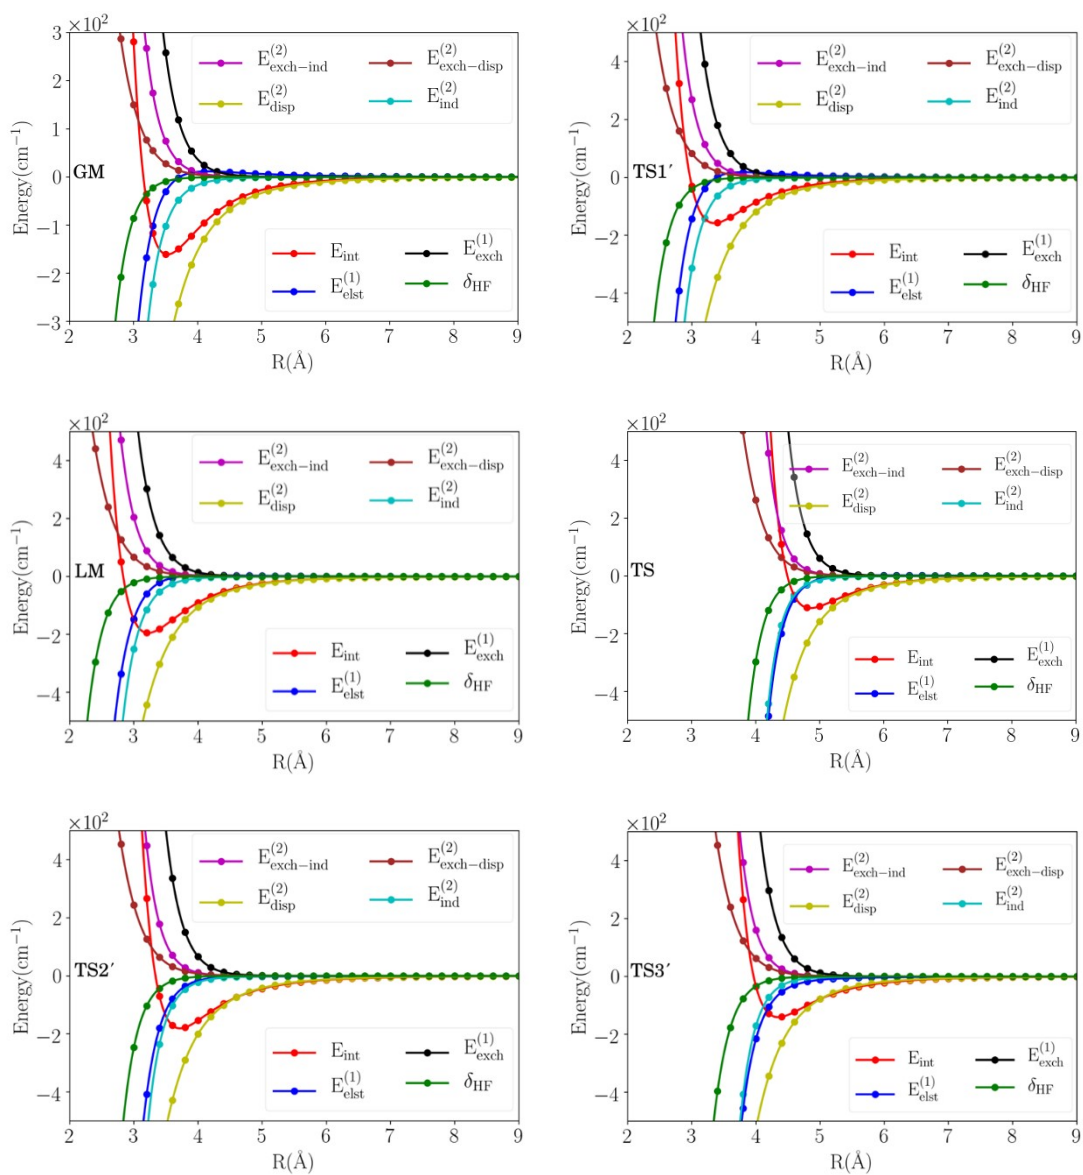 ×10²
3
2
1
0
−1
−2
−3
Energy(cm⁻¹)
GM
E⁽²⁾exch−ind E⁽²⁾exch−disp
E⁽²⁾disp E⁽²⁾ind
E_int E⁽¹⁾exch
E⁽¹⁾elst δHF
2 3 4 5 6 7 8 9
R(Å)
×10²
4
2
0
−2
−4
Energy(cm⁻¹)
TS1′
E⁽²⁾exch−ind E⁽²⁾exch−disp
E⁽²⁾disp E⁽²⁾ind
E_int E⁽¹⁾exch
E⁽¹⁾elst δHF
2 3 4 5 6 7 8 9
R(Å)
×10²
4
2
0
−2
−4
Energy(cm⁻¹)
LM
E⁽²⁾exch−ind E⁽²⁾exch−disp
E⁽²⁾disp E⁽²⁾ind
E_int E⁽¹⁾exch
E⁽¹⁾elst δHF
2 3 4 5 6 7 8 9
R(Å)
×10²
4
2
0
−2
−4
Energy(cm⁻¹)
TS
E⁽²⁾exch−ind E⁽²⁾exch−disp
E⁽²⁾disp E⁽²⁾ind
E_int E⁽¹⁾exch
E⁽¹⁾elst δHF
2 3 4 5 6 7 8 9
R(Å)
×10²
4
2
0
−2
−4
Energy(cm⁻¹)
TS2′
E⁽²⁾exch−ind E⁽²⁾exch−disp
E⁽²⁾disp E⁽²⁾ind
E_int E⁽¹⁾exch
E⁽¹⁾elst δHF
2 3 4 5 6 7 8 9
R(Å)
×10²
4
2
0
−2
−4
Energy(cm⁻¹)
TS3′
E⁽²⁾exch−ind E⁽²⁾exch−disp
E⁽²⁾disp E⁽²⁾ind
E_int E⁽¹⁾exch
E⁽¹⁾elst δHF
2 3 4 5 6 7 8 9
R(Å)